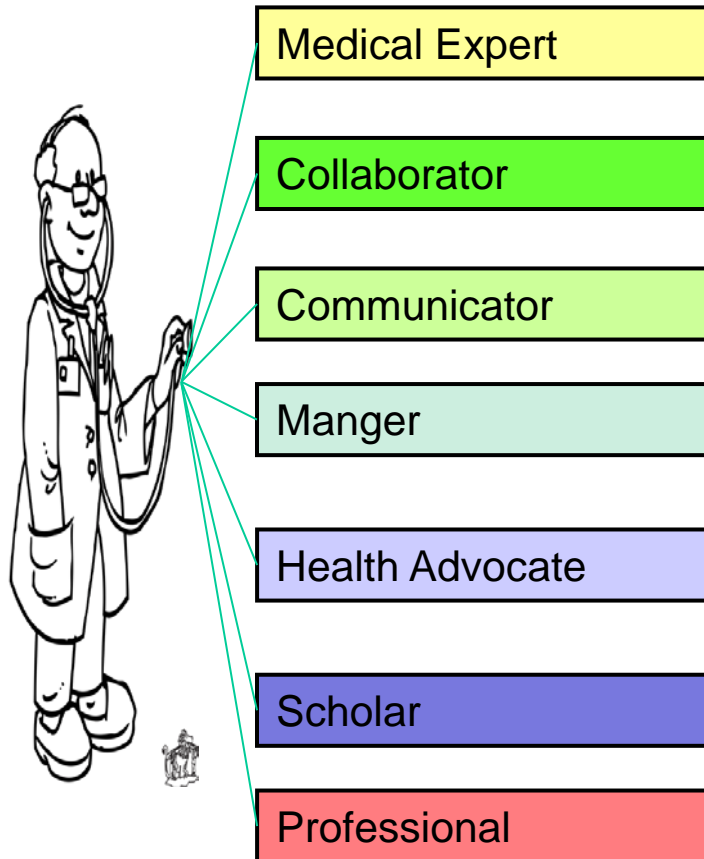 Medical Expert
Collaborator
Communicator
Manger
Health Advocate
Scholar
Professional